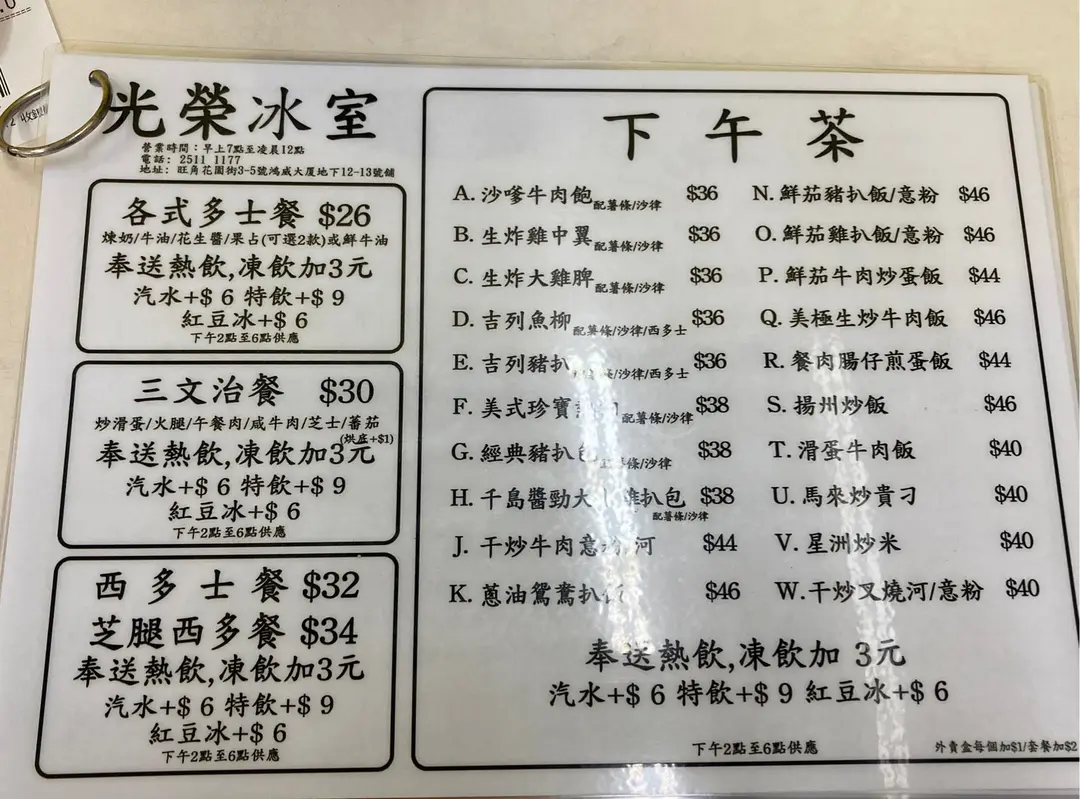 光榮冰室
營業時間：早上7點至凌晨12點
電話: 2511 1177
地址: 旺角花園街3-5號鴻威大厦地下12-13號舖
各式多士餐 $26
煉奶/牛油/花生醬/果占(可選2款)或鮮牛油
奉送熱飲,凍飲加3元
汽水+$ 6 特飲+$ 9
紅豆冰+$ 6
下午2點至6點供應
三文治餐 $30
炒滑蛋/火腿/午餐肉/咸牛肉/芝士/蕃茄
(烘底+$1)
奉送熱飲,凍飲加3元
汽水+$ 6 特飲+$ 9
紅豆冰+$ 6
下午2點至6點供應
西多士餐 $32
芝腿西多餐 $34
奉送熱飲,凍飲加3元
汽水+$ 6 特飲+$ 9
紅豆冰+$ 6
下午2點至6點供應
下午茶
A. 沙嗲牛肉飽配薯條/沙律 $36
B. 生炸雞中翼配薯條/沙律 $36
C. 生炸大雞脾配薯條/沙律 $36
D. 吉列魚柳配薯條/沙律/西多士 $36
E. 吉列豬扒 條/沙律/西多士 $36
F. 美式珍寶 配薯條/沙律 $38
G. 經典豬扒 條/沙律 $38
H. 千島醬勁大 扒包 $38
配薯條/沙律
J. 干炒牛肉意 河 $44
K. 蔥油鴛鴦扒 $46
N. 鮮茄豬扒飯/意粉 $46
O. 鮮茄雞扒飯/意粉 $46
P. 鮮茄牛肉炒蛋飯 $44
Q. 美極生炒牛肉飯 $46
R. 餐肉腸仔煎蛋飯 $44
S. 揚州炒飯 $46
T. 滑蛋牛肉飯 $40
U. 馬來炒貴刁 $40
V. 星洲炒米 $40
W.干炒叉燒河/意粉 $40
奉送熱飲,凍飲加 3元
汽水+$ 6 特飲+$ 9 紅豆冰+$ 6
下午2點至6點供應
外賣盒每個加$1/套餐加$2